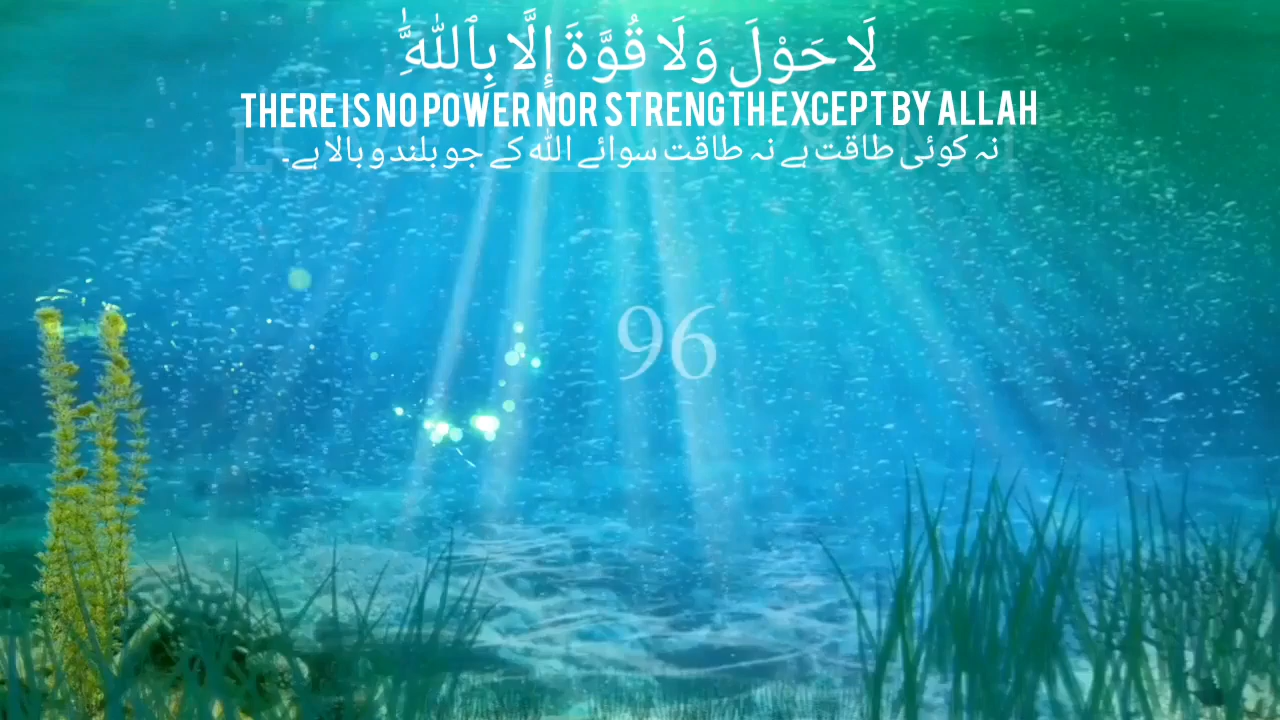 لَا حَوْلَ وَلَا قُوَّةَ إِلَّا بِٱللَّٰهِ
THERE IS NO POWER NOR STRENGTH EXCEPT BY ALLAH
نہ کوئی طاقت ہے نہ طاقت سوائے اللہ کے جو بلند و بالا ہے۔
96